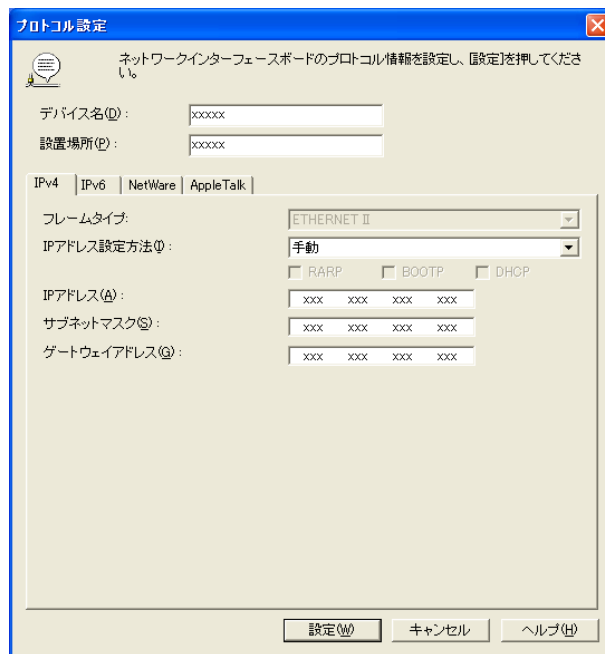 プロトコル設定
ネットワークインターフェースボードのプロトコル情報を設定し、[設定]を押してくださ
い。
デバイス名(D): xxxxx
設置場所(P): xxxxx
IPv4 IPv6 NetWare AppleTalk
フレームタイプ: ETHERNET II
IPアドレス設定方法(I): 手動
RARP BOOTP DHCP
IPアドレス(A): xxx xxx xxx xxx
サブネットマスク(S): xxx xxx xxx xxx
ゲートウェイアドレス(G): xxx xxx xxx xxx
設定(W) キャンセル ヘルプ(H)